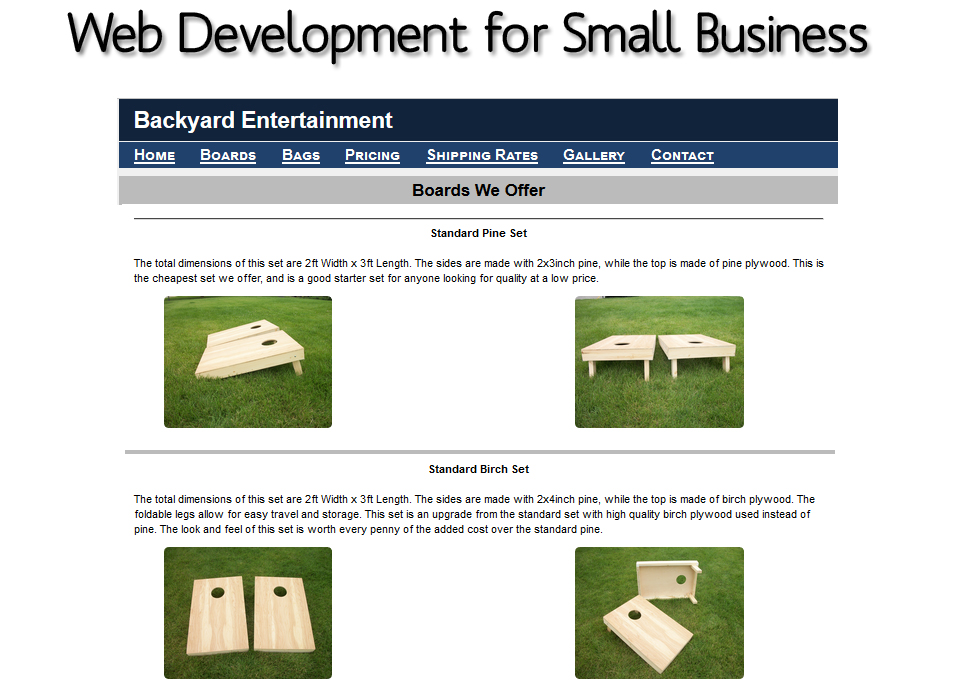 Web Development for Small Business
Backyard Entertainment
Home Boards Bags Pricing Shipping Rates Gallery Contact
Boards We Offer
Standard Pine Set
The total dimensions of this set are 2ft Width x 3ft Length. The sides are made with 2x3inch pine, while the top is made of pine plywood. This is
the cheapest set we offer, and is a good starter set for anyone looking for quality at a low price.
Standard Birch Set
The total dimensions of this set are 2ft Width x 3ft Length. The sides are made with 2x4inch pine, while the top is made of birch plywood. The
foldable legs allow for easy travel and storage. This set is an upgrade from the standard set with high quality birch plywood used instead of
pine. The look and feel of this set is worth every penny of the added cost over the standard pine.